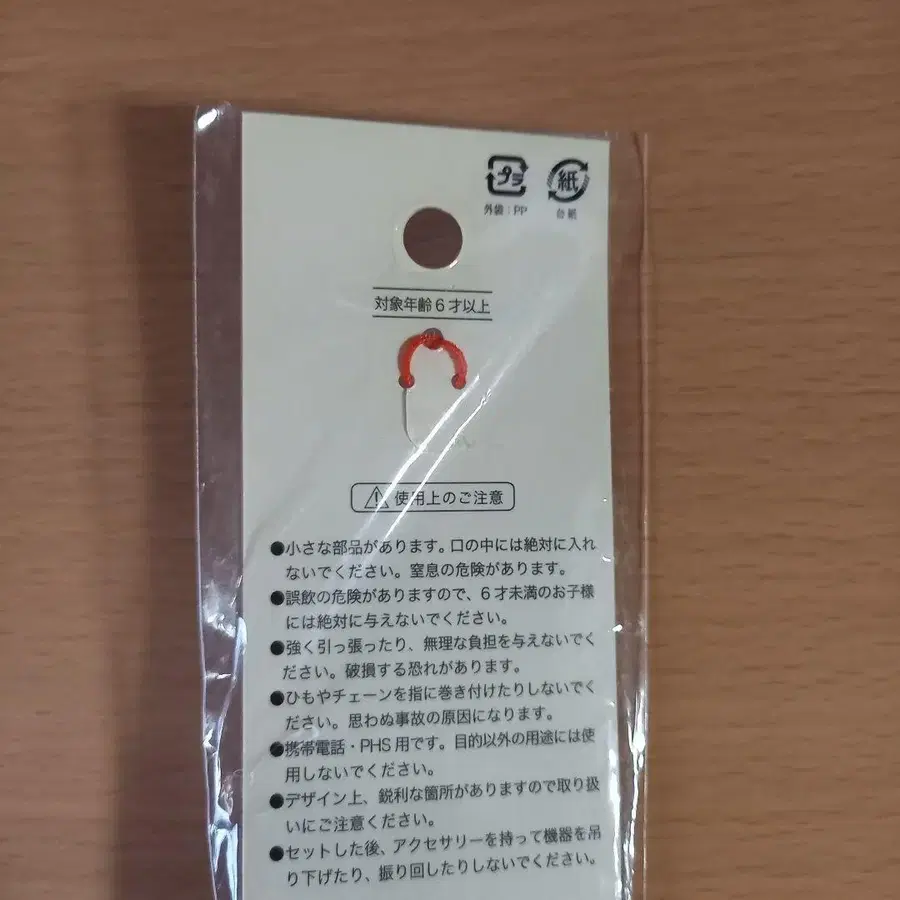 プラ 紙
外袋：PP 台紙
対象年齢6才以上
使用上のご注意
●小さな部品があります。口の中には絶対に入れ
ないでください。窒息の危険があります。
●誤飲の危険がありますので、6才未満のお子様
には絶対に与えないでください。
●強く引っ張ったり、無理な負担を与えないでく
ださい。破損する恐れがあります。
●ひもやチェーンを指に巻き付けたりしないでく
ださい。思わぬ事故の原因になります。
●携帯電話・PHS用です。目的以外の用途には使
用しないでください。
●デザイン上、鋭利な箇所がありますので取り扱
いにご注意ください。
●セットした後、アクセサリーを持って機器を吊
り下げたり、振り回したりしないでください。